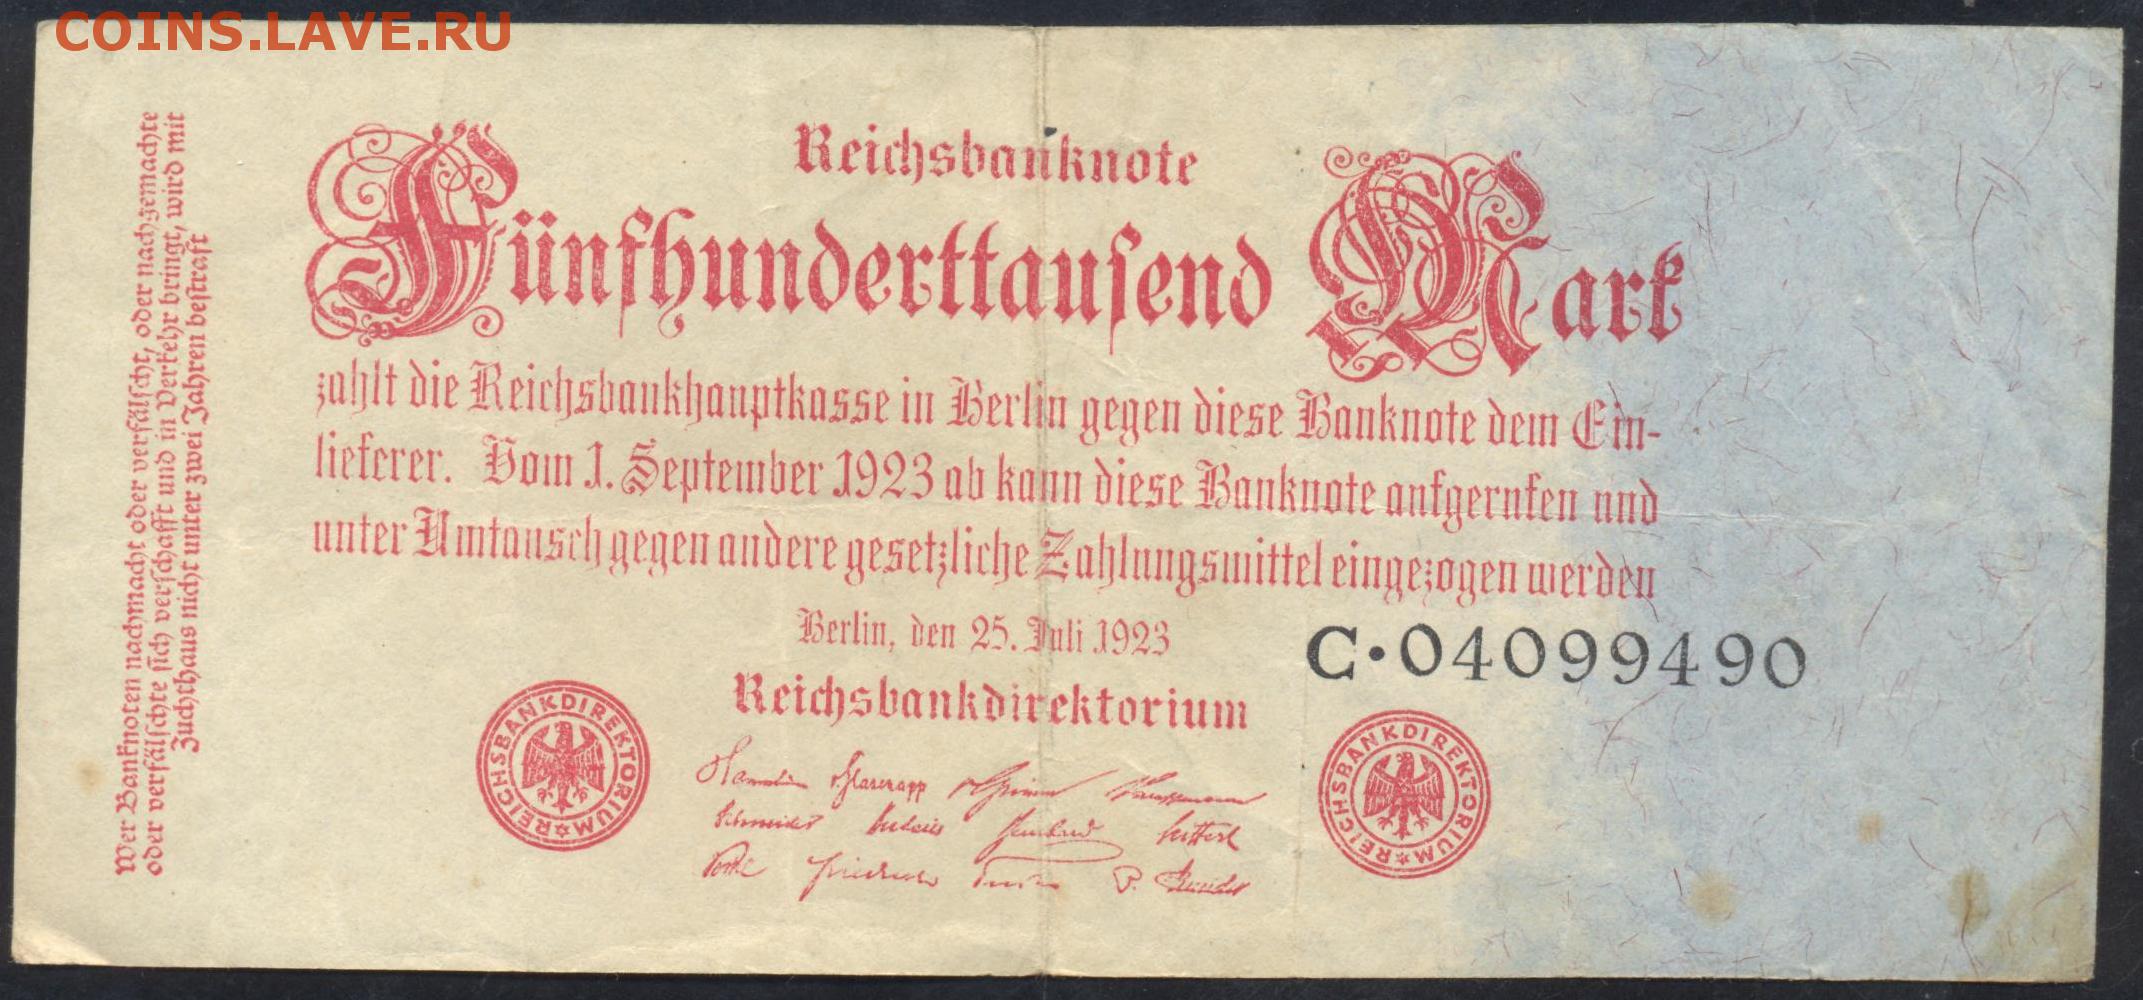 COINS.LAVE.RU
Wer Banknoten nachmacht oder verfälscht, oder nachgemachte
oder verfälschte sich verschafft und in Verkehr bringt, wird mit
Zuchthaus nicht unter zwei Jahren bestraft
Reichsbanknote
Fünfhunderttausend Mark
zahlt die Reichsbankhauptkasse in Berlin gegen diese Banknote dem Ein-
lieferer. Vom 1. September 1923 ab kann diese Banknote aufgerufen und
unter Umtausch gegen andere gesetzliche Zahlungsmittel eingezogen werden
Berlin, den 25. Juli 1923
C·04099490
Reichsbankdirektorium
REICHSBANKDIREKTORIUM
REICHSBANKDIREKTORIUM
v. Glasenapp
Schneider
P. Schneider